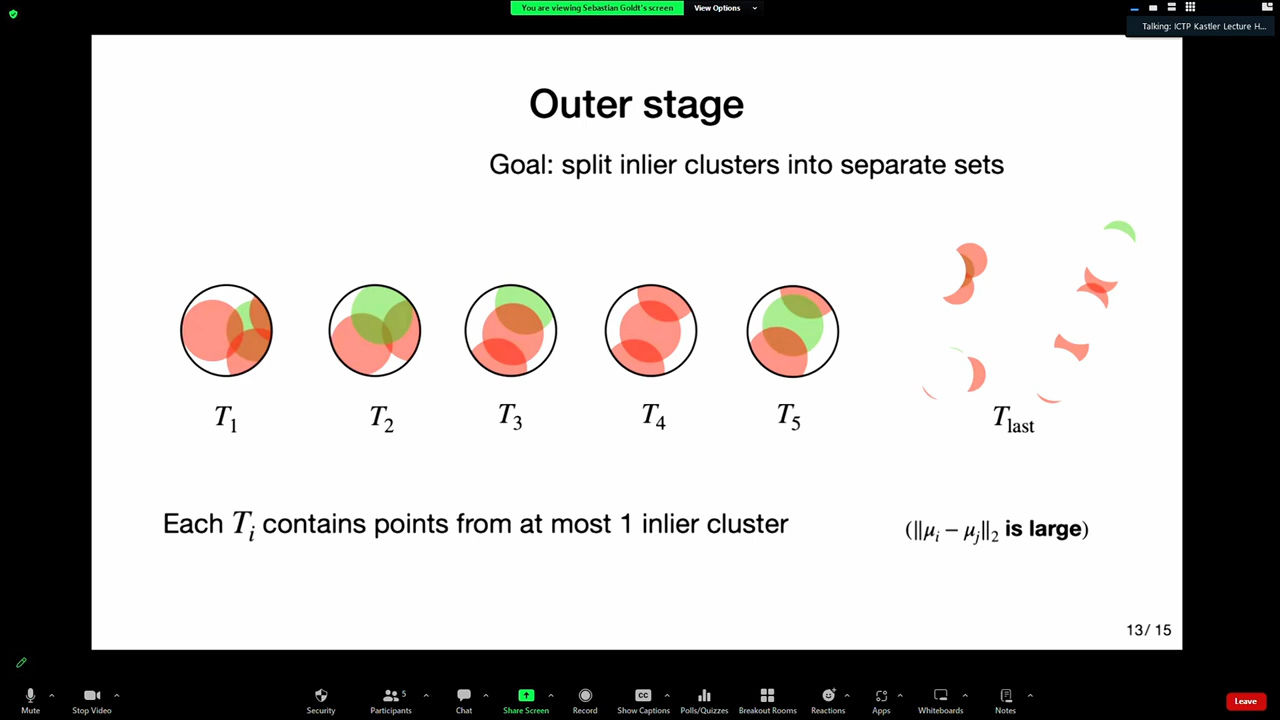 You are viewing Sebastian Goldt's screen
View Options
Talking: ICTP Kastler Lecture H...
Outer stage
Goal: split inlier clusters into separate sets
T1 T2 T3 T4 T5 Tlast
Each Ti contains points from at most 1 inlier cluster
(‖μi − μj‖2 is large)
13/ 15
5
Mute Stop Video Security Participants Chat Share Screen Record Show Captions Polls/Quizzes Breakout Rooms Reactions Apps Whiteboards Notes Leave